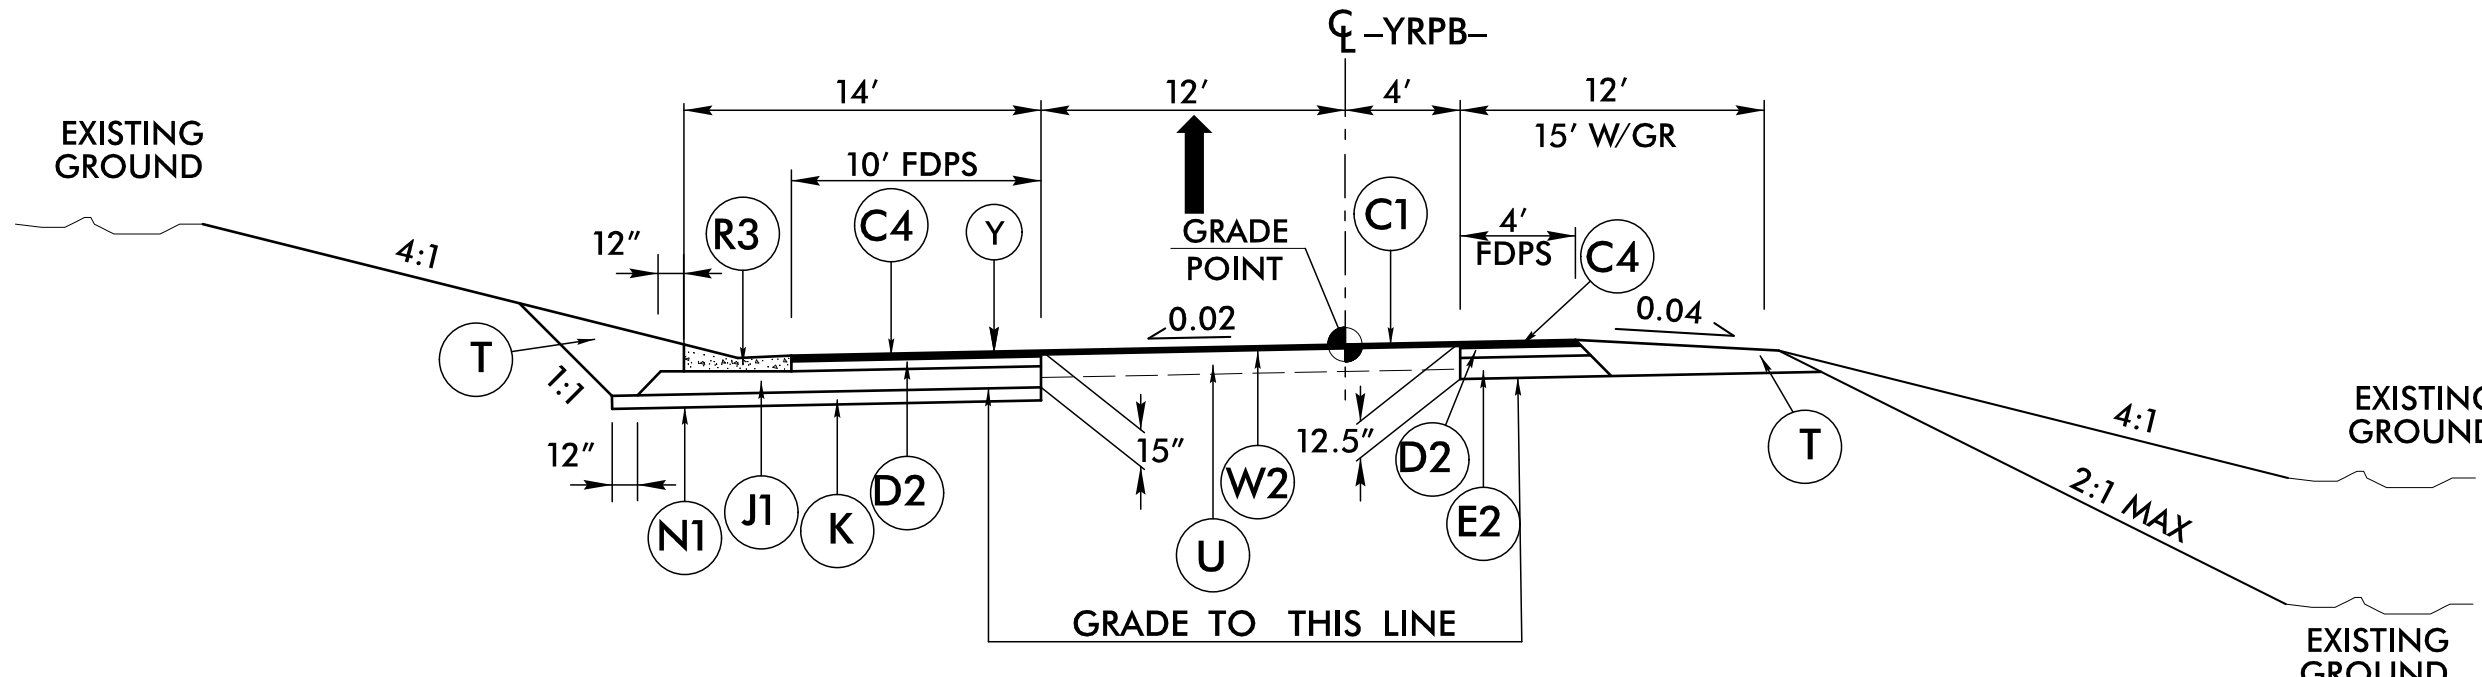 ℄ –YRPB–
14′ 12′ 4′ 12′
15′ W/GR
EXISTING
GROUND
10′ FDPS
4′
FDPS
12″
R3
C4
Y
GRADE
POINT
C1
C4
4:1
0.02
0.04
T
1:1
12″
N1
J1
K
D2
15″
U
W2
12.5″
D2
E2
T
4:1
2:1 MAX
EXISTING
GROUND
GRADE TO THIS LINE
EXISTING
GROUND